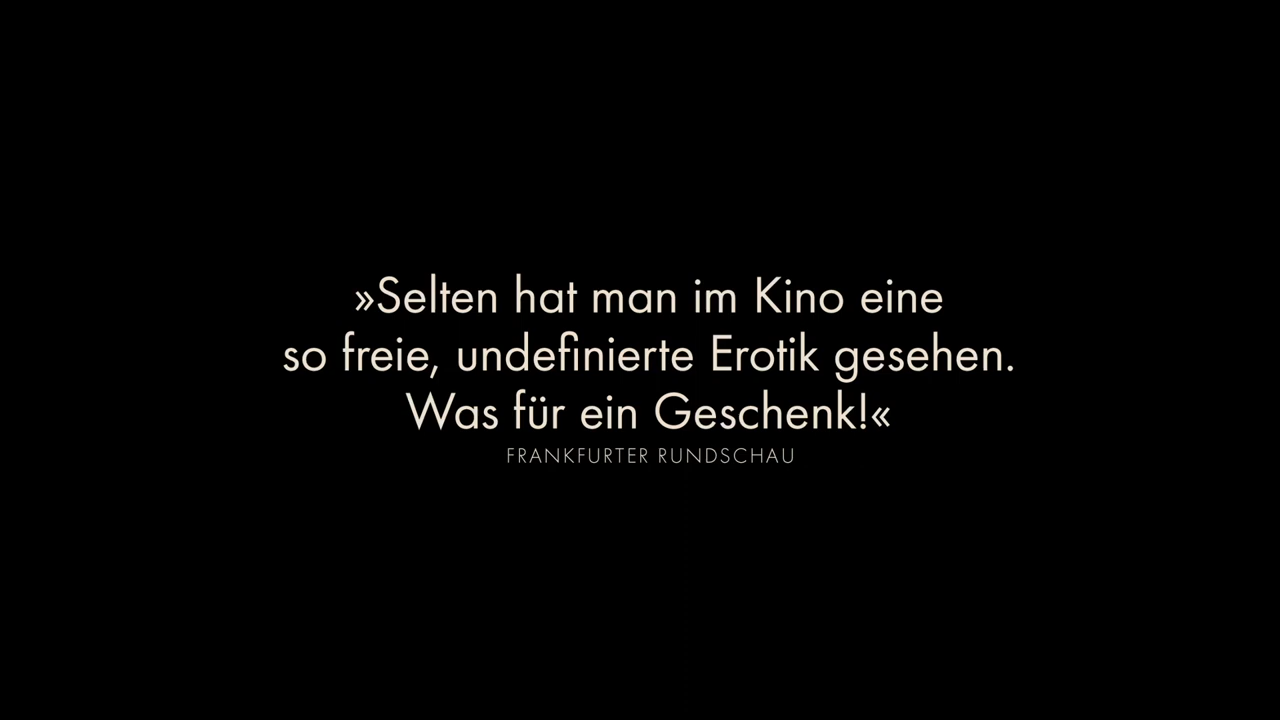 »Selten hat man im Kino eine
so freie, undefinierte Erotik gesehen.
Was für ein Geschenk!«
FRANKFURTER RUNDSCHAU